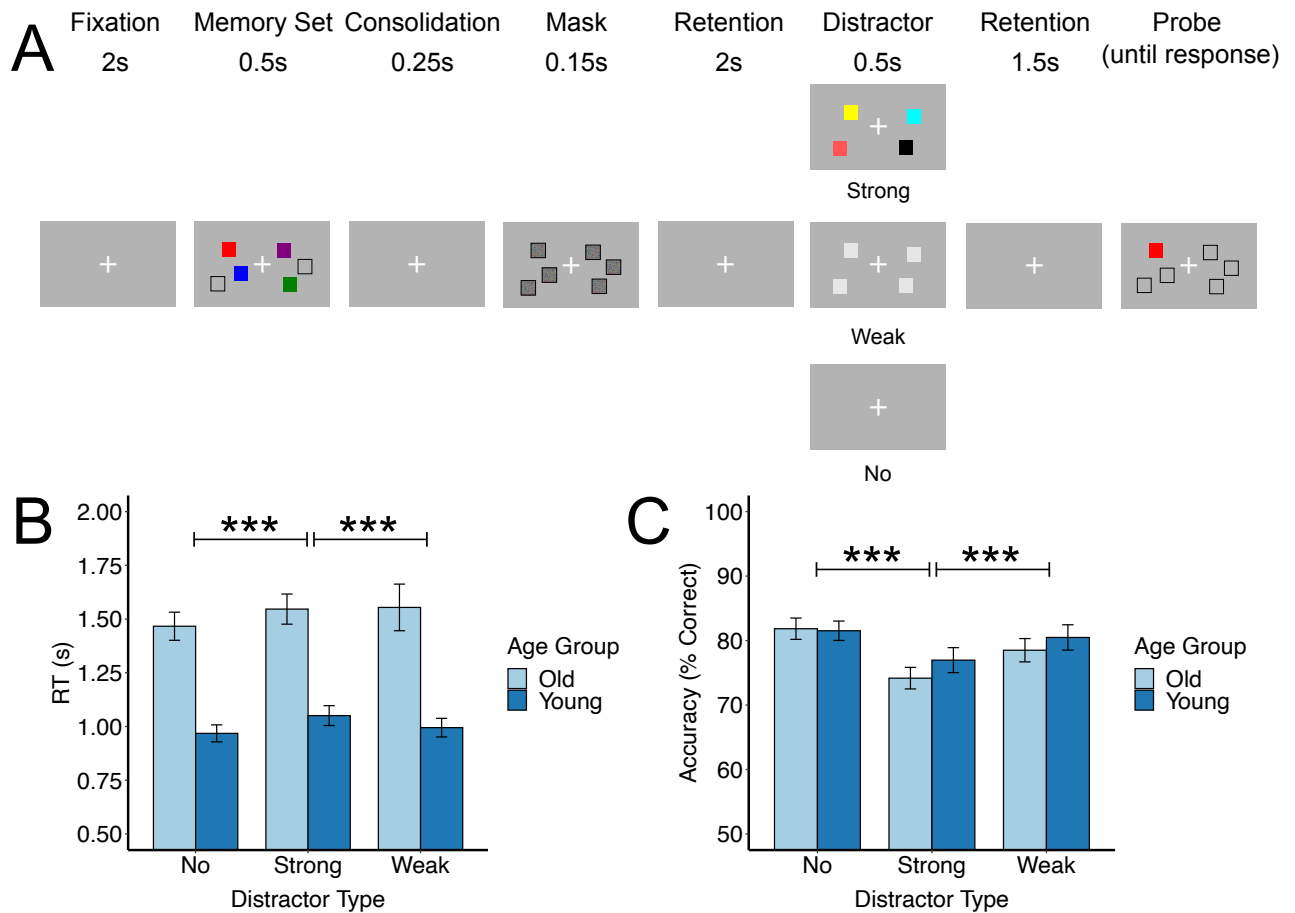 A
Fixation Memory Set Consolidation Mask Retention Distractor Retention Probe
2s 0.5s 0.25s 0.15s 2s 0.5s 1.5s (until response)
Strong
Weak
No
B
2.00
1.75
1.50
1.25
1.00
0.75
0.50
RT (s)
*** ***
No Strong Weak
Distractor Type
Age Group
Old
Young
C
100
90
80
70
60
50
Accuracy (% Correct)
*** ***
No Strong Weak
Distractor Type
Age Group
Old
Young